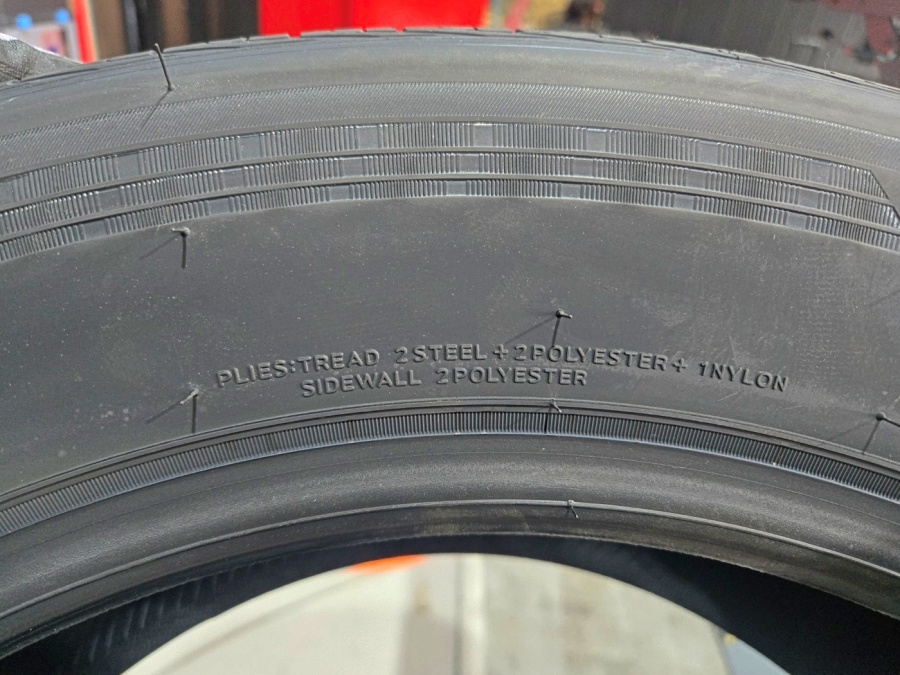 PLIES:TREAD 2STEEL+2POLYESTER+ 1NYLON
SIDEWALL 2POLYESTER